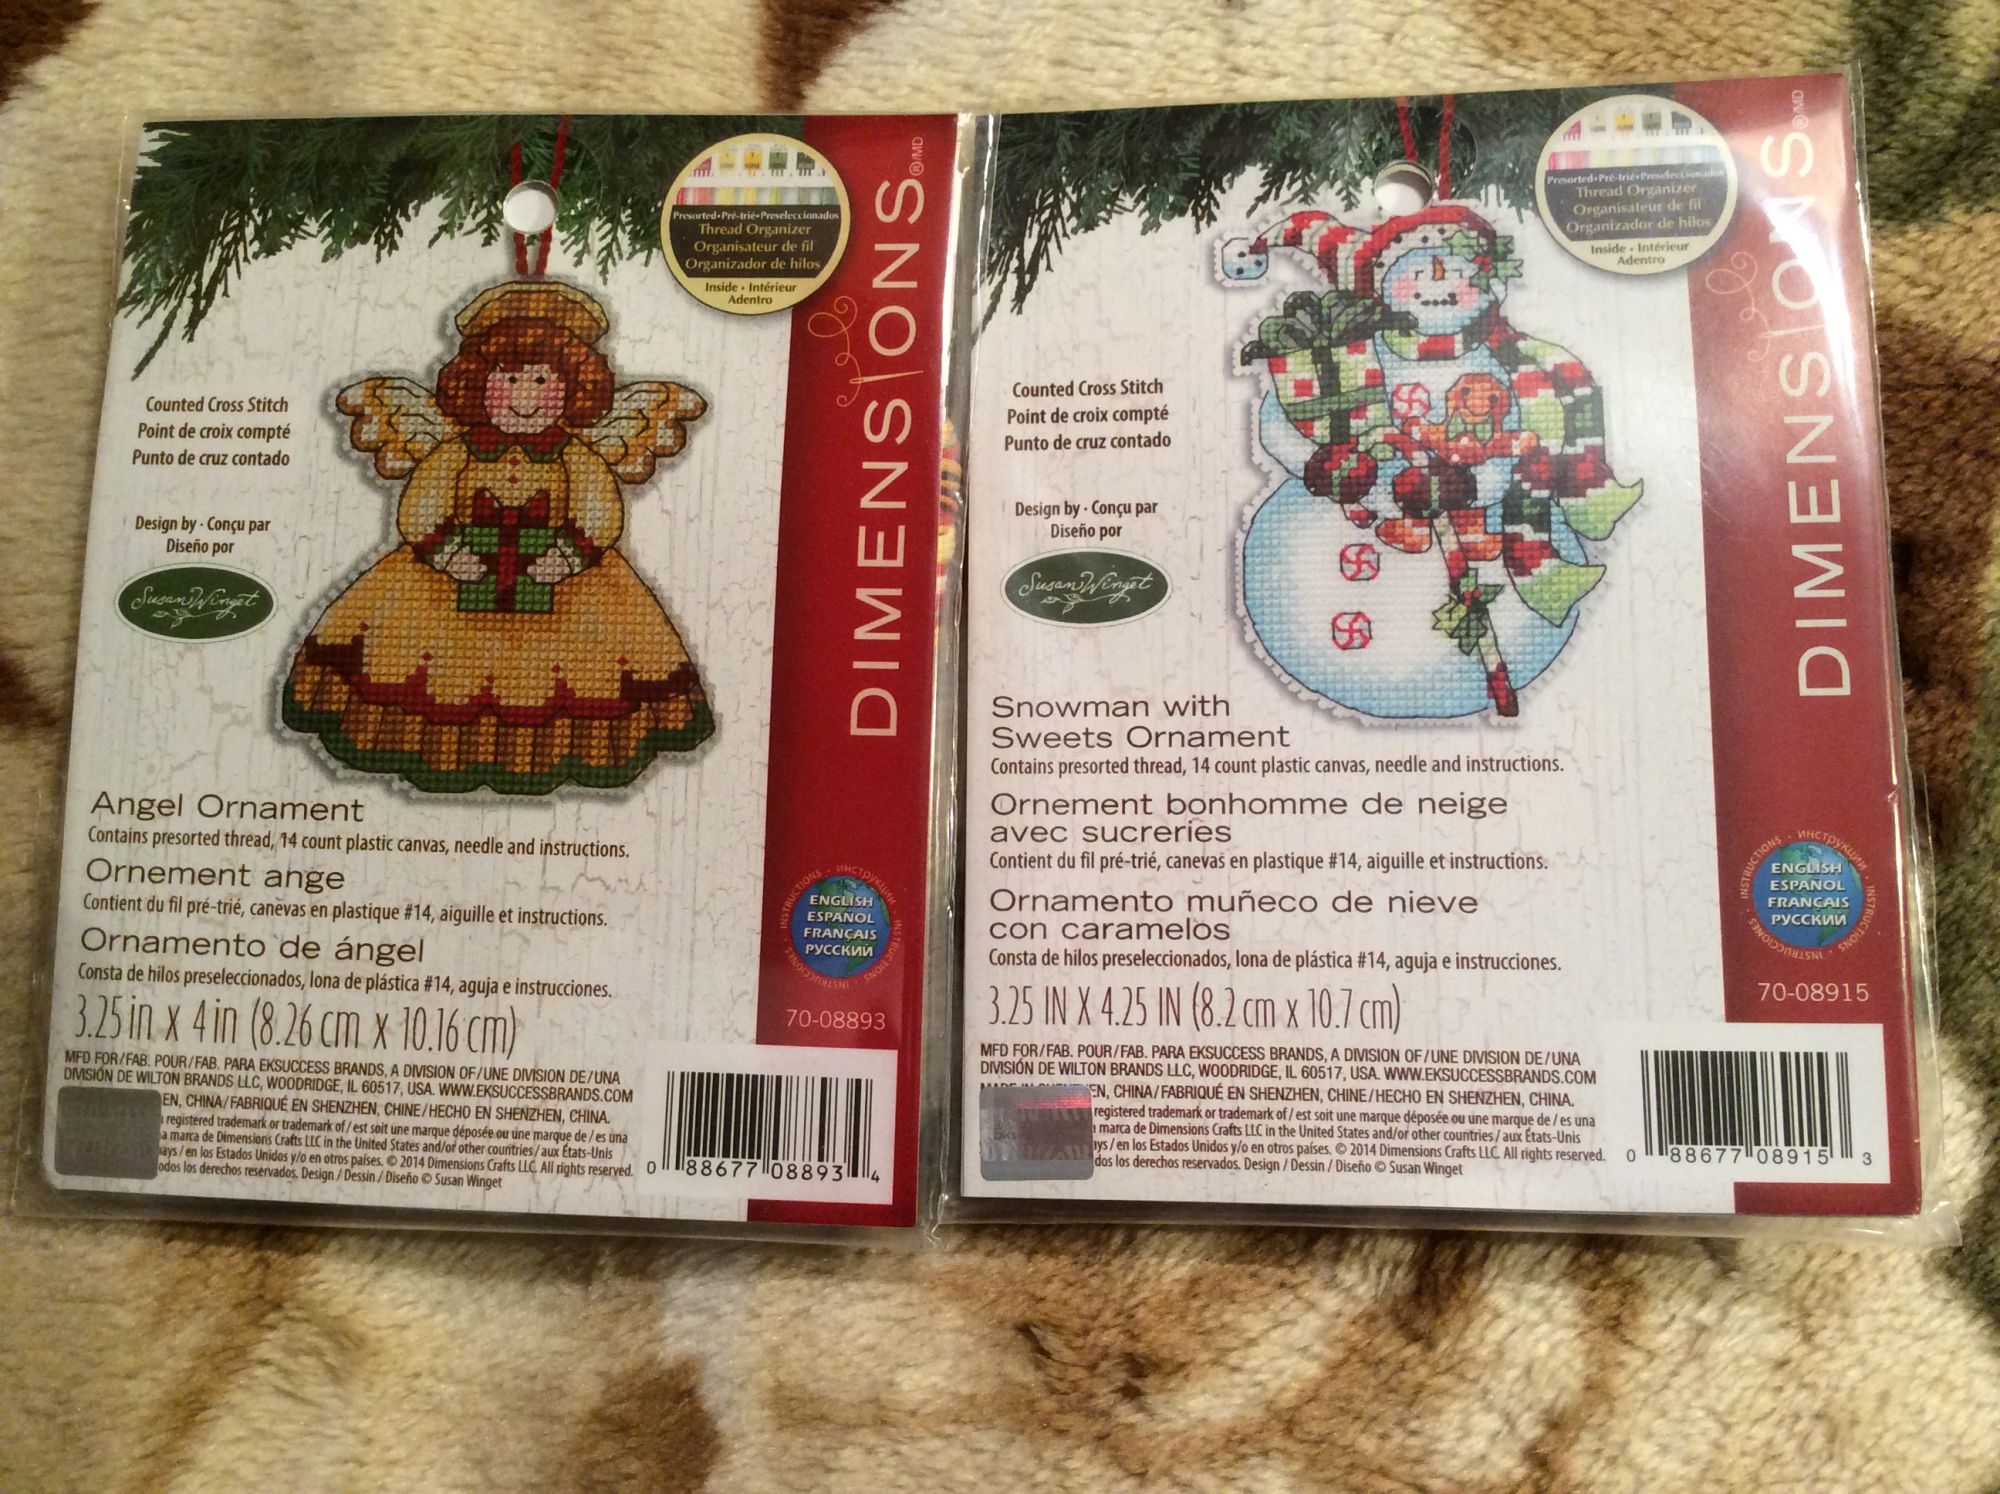 Presorted • Pré-trié • Preseleccionados
Thread Organizer
Organisateur de fil
Organizador de hilos
Inside • Intérieur
Adentro
DIMENSIONS®/MD
Counted Cross Stitch
Point de croix compté
Punto de cruz contado
Design by · Conçu par
Diseño por
Susan Winget
Angel Ornament
Contains presorted thread, 14 count plastic canvas, needle and instructions.
Ornement ange
Contient du fil pré-trié, canevas en plastique #14, aiguille et instructions.
Ornamento de ángel
Consta de hilos preseleccionados, lona de plástica #14, aguja e instrucciones.
3.25 in x 4 in (8.26 cm x 10.16 cm)
INSTRUCTIONS • ИНСТРУКЦИИ • INSTRUCTIONS • INSTRUCCIONES •
ENGLISH
ESPAÑOL
FRANÇAIS
РУССКИЙ
70-08893
MFD FOR/FAB. POUR/FAB. PARA EKSUCCESS BRANDS, A DIVISION OF/UNE DIVISION DE/UNA
DIVISIÓN DE WILTON BRANDS LLC, WOODRIDGE, IL 60517, USA. WWW.EKSUCCESSBRANDS.COM
EN, CHINA/FABRIQUÉ EN SHENZHEN, CHINE/HECHO EN SHENZHEN, CHINA.
registered trademark or trademark of / est soit une marque déposée ou une marque de / es una
a marca de Dimensions Crafts LLC in the United States and/or other countries / aux États-Unis
ays / en los Estados Unidos y/o en otros países. © 2014 Dimensions Crafts LLC. All rights reserved.
odos los derechos reservados. Design / Dessin / Diseño © Susan Winget
0 88677 08893 4
Presorted • Pré-trié • Preseleccionados
Thread Organizer
Organisateur de fil
Organizador de hilos
Inside • Intérieur
Adentro
DIMENSIONS®/MD
Counted Cross Stitch
Point de croix compté
Punto de cruz contado
Design by · Conçu par
Diseño por
Susan Winget
Snowman with
Sweets Ornament
Contains presorted thread, 14 count plastic canvas, needle and instructions.
Ornement bonhomme de neige
avec sucreries
Contient du fil pré-trié, canevas en plastique #14, aiguille et instructions.
Ornamento muñeco de nieve
con caramelos
Consta de hilos preseleccionados, lona de plástica #14, aguja e instrucciones.
3.25 IN X 4.25 IN (8.2 cm x 10.7 cm)
INSTRUCTIONS • ИНСТРУКЦИИ • INSTRUCTIONS • INSTRUCCIONES •
ENGLISH
ESPAÑOL
FRANÇAIS
РУССКИЙ
70-08915
MFD FOR/FAB. POUR/FAB. PARA EKSUCCESS BRANDS, A DIVISION OF/UNE DIVISION DE/UNA
DIVISIÓN DE WILTON BRANDS LLC, WOODRIDGE, IL 60517, USA. WWW.EKSUCCESSBRANDS.COM
EN, CHINA/FABRIQUÉ EN SHENZHEN, CHINE/HECHO EN SHENZHEN, CHINA.
registered trademark or trademark of / est soit une marque déposée ou une marque de / es una
marca de Dimensions Crafts LLC in the United States and/or other countries / aux États-Unis
ays / en los Estados Unidos y/o en otros países. © 2014 Dimensions Crafts LLC. All rights reserved.
dos los derechos reservados. Design / Dessin / Diseño © Susan Winget
0 88677 08915 3